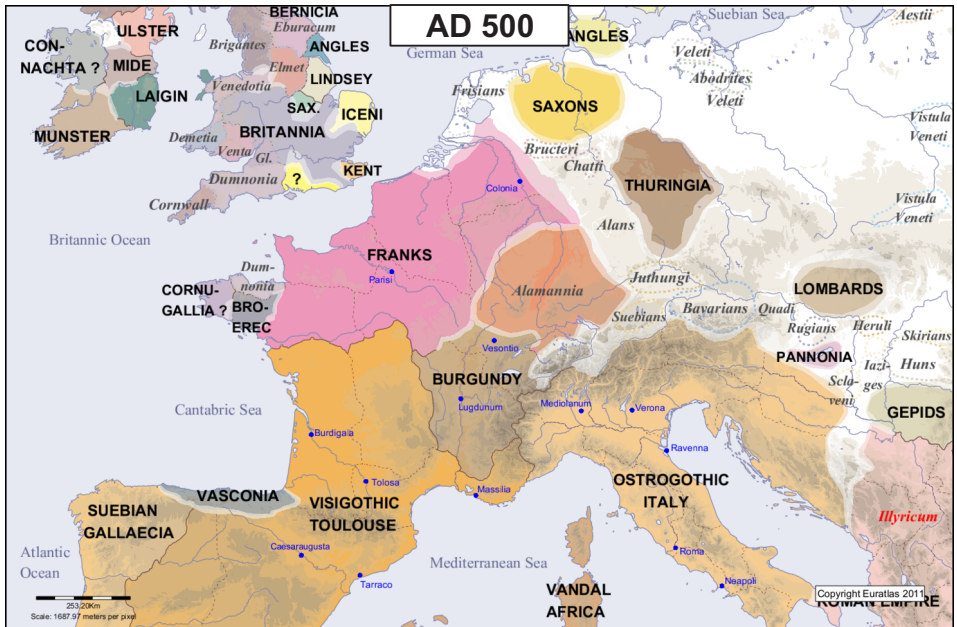 AD 500
BERNICIA
Eburacum
ULSTER
Brigantes
ANGLES
CON-
NACHTA ?
MIDE
Elmet
LINDSEY
Venedotia
LAIGIN
SAX.
ICENI
MUNSTER
BRITANNIA
Demetia
Venta
Gl.
KENT
Dumnonia
?
Cornwall
Britannic Ocean
German Sea
Suebian Sea
ANGLES
Aestii
Veleti
Abodrites
Veleti
Frisians
SAXONS
Vistula
Veneti
Bructeri
Chatti
THURINGIA
Colonia
Vistula
Veneti
Alans
FRANKS
Parisi
Dum-
nonia
CORNU-
GALLIA ?
BRO-
EREC
Alamannia
Juthungi
LOMBARDS
Suebians
Bavarians
Quadi
Rugians
Heruli
Skirians
PANNONIA
Iazi-
ges
Huns
Scla-
veni
GEPIDS
Vesontio
BURGUNDY
Lugdunum
Mediolanum
Verona
Cantabric Sea
Burdigala
Ravenna
Tolosa
Massilia
OSTROGOTHIC
ITALY
VASCONIA
VISIGOTHIC
TOULOUSE
SUEBIAN
GALLAECIA
Illyricum
Caesaraugusta
Roma
Atlantic
Ocean
Tarraco
Mediterranean Sea
Neapoli
VANDAL
AFRICA
253.20Km
Scale: 1687.97 meters per pixel
Copyright Euratlas 2011
ROMAN EMPIRE